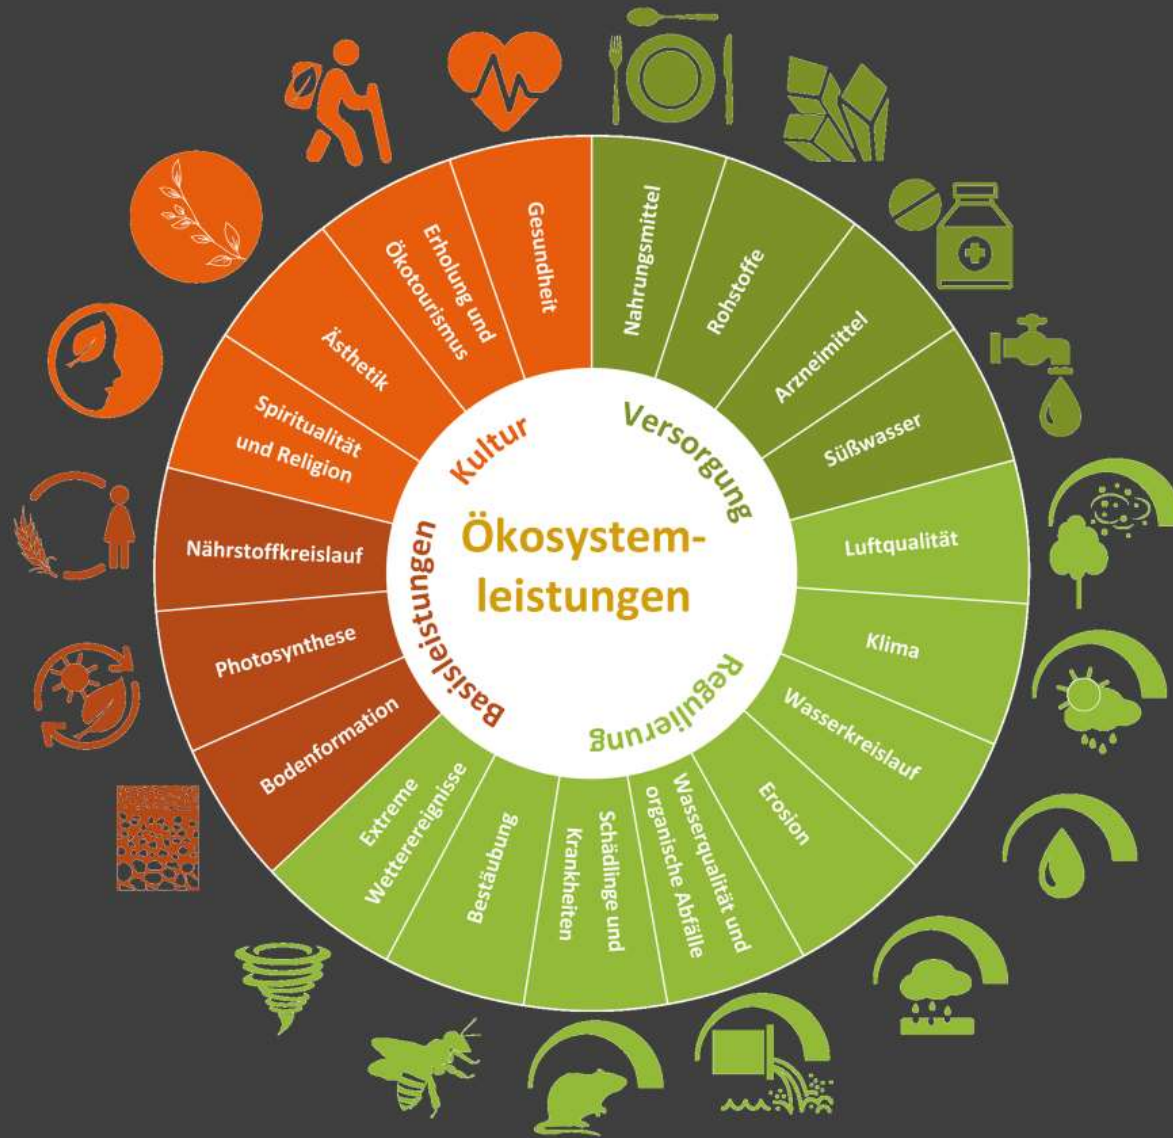 Ökosystem-
leistungen
Versorgung
Nahrungsmittel
Rohstoffe
Arzneimittel
Süßwasser
Regulierung
Luftqualität
Klima
Wasserkreislauf
Erosion
Wasserqualität und
organische Abfälle
Schädlinge und
Krankheiten
Bestäubung
Extreme
Wetterereignisse
Basisleistungen
Bodenformation
Photosynthese
Nährstoffkreislauf
Kultur
Spiritualität
und Religion
Ästhetik
Erholung und
Ökotourismus
Gesundheit